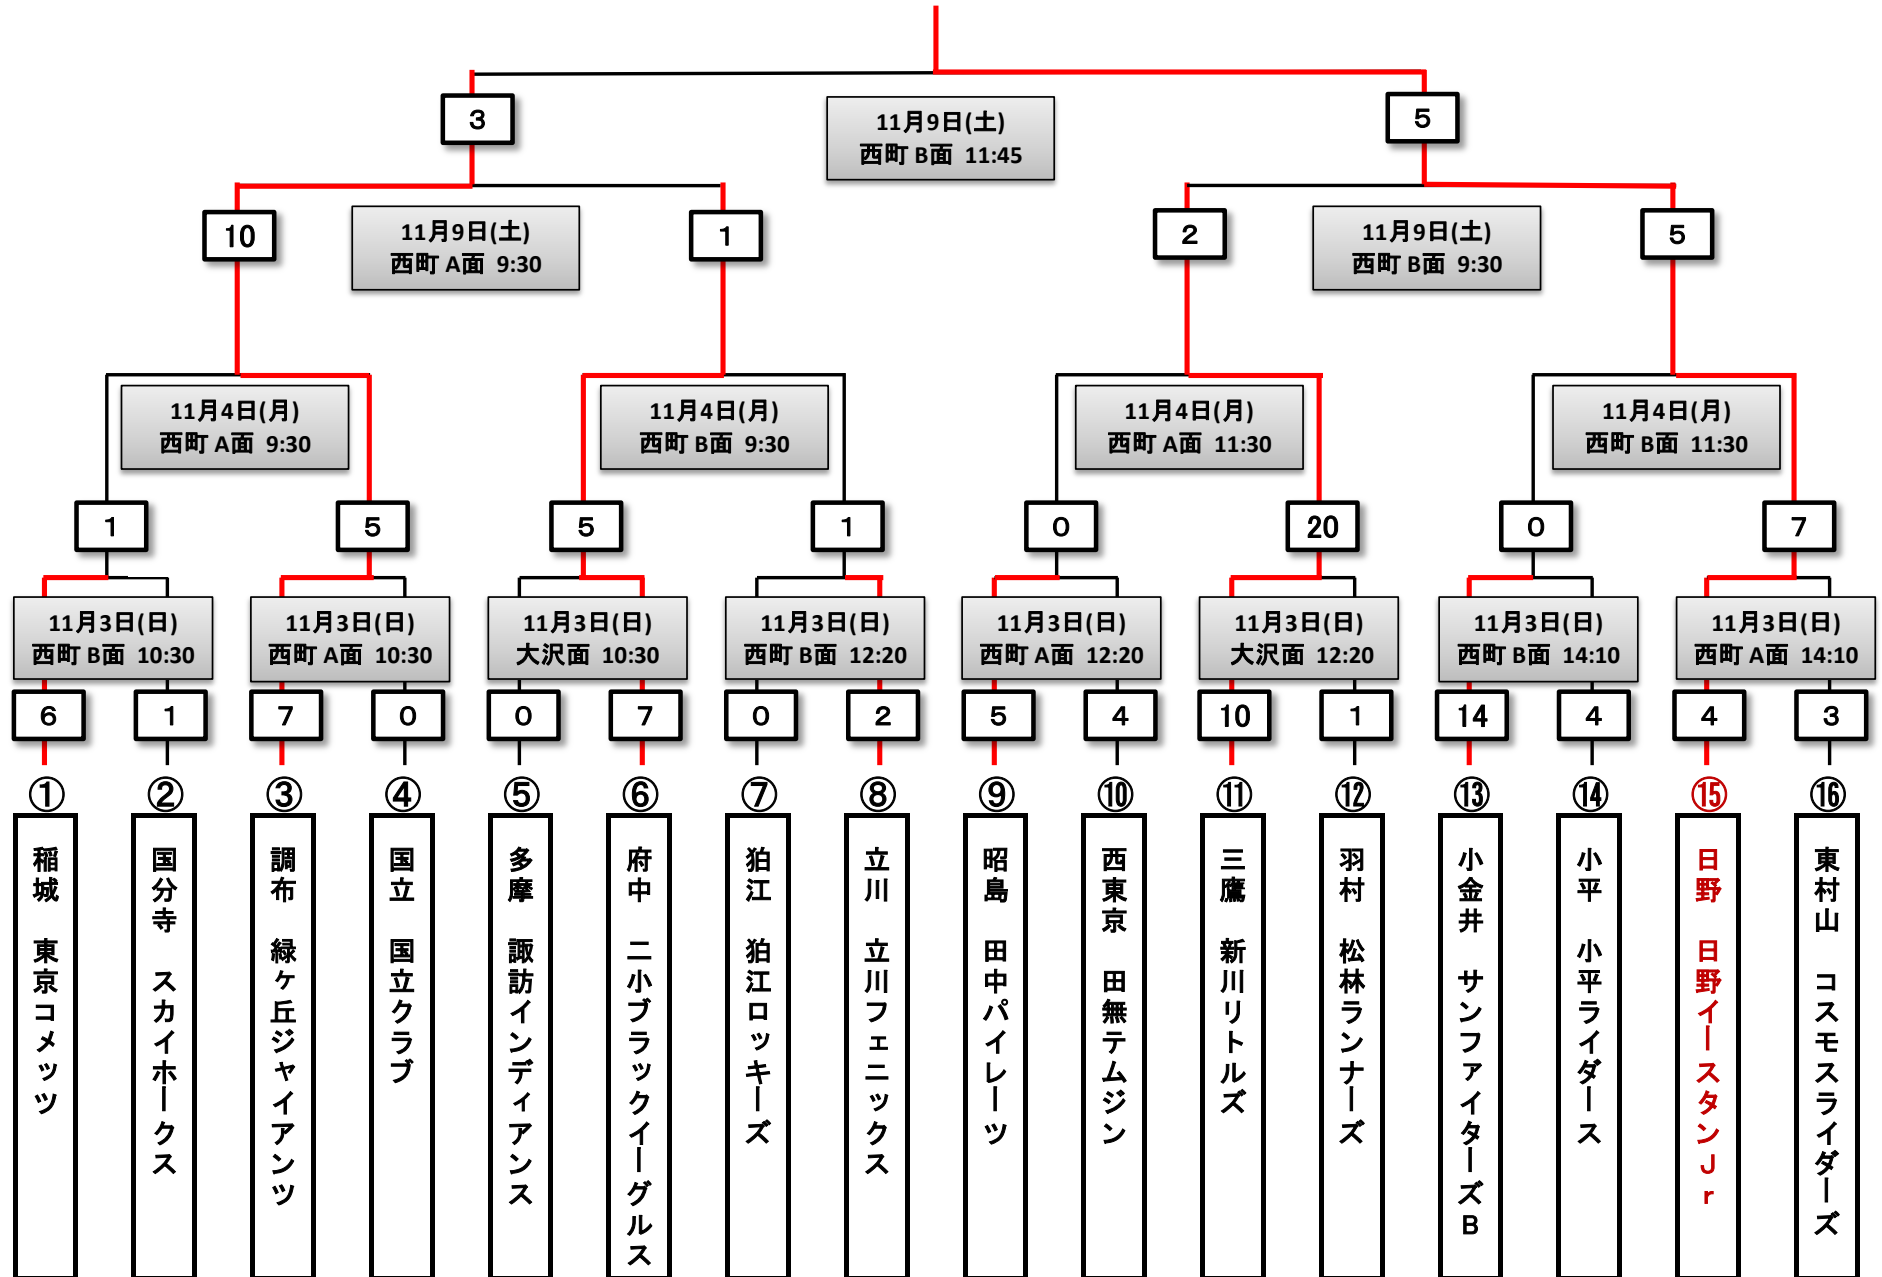 3
5
11月9日(土)
西町 B面 11:45
10
1
2
5
11月9日(土)
西町 A面 9:30
11月9日(土)
西町 B面 9:30
11月4日(月)
西町 A面 9:30
11月4日(月)
西町 B面 9:30
11月4日(月)
西町 A面 11:30
11月4日(月)
西町 B面 11:30
1
5
5
1
0
20
0
7
11月3日(日)
西町 B面 10:30
11月3日(日)
西町 A面 10:30
11月3日(日)
大沢面 10:30
11月3日(日)
西町 B面 12:20
11月3日(日)
西町 A面 12:20
11月3日(日)
大沢面 12:20
11月3日(日)
西町 B面 14:10
11月3日(日)
西町 A面 14:10
6
1
7
0
0
7
0
2
5
4
10
1
14
4
4
3
①
②
③
④
⑤
⑥
⑦
⑧
⑨
⑩
⑪
⑫
⑬
⑭
⑮
⑯
稲城 東京コメッツ
国分寺 スカイホークス
調布 緑ヶ丘ジャイアンツ
国立 国立クラブ
多摩 諏訪インディアンス
府中 二小ブラックイーグルス
狛江 狛江ロッキーズ
立川 立川フェニックス
昭島 田中パイレーツ
西東京 田無テムジン
三鷹 新川リトルズ
羽村 松林ランナーズ
小金井 サンファイターズB
小平 小平ライダース
日野 日野イースタンJr
東村山 コスモスライダーズ